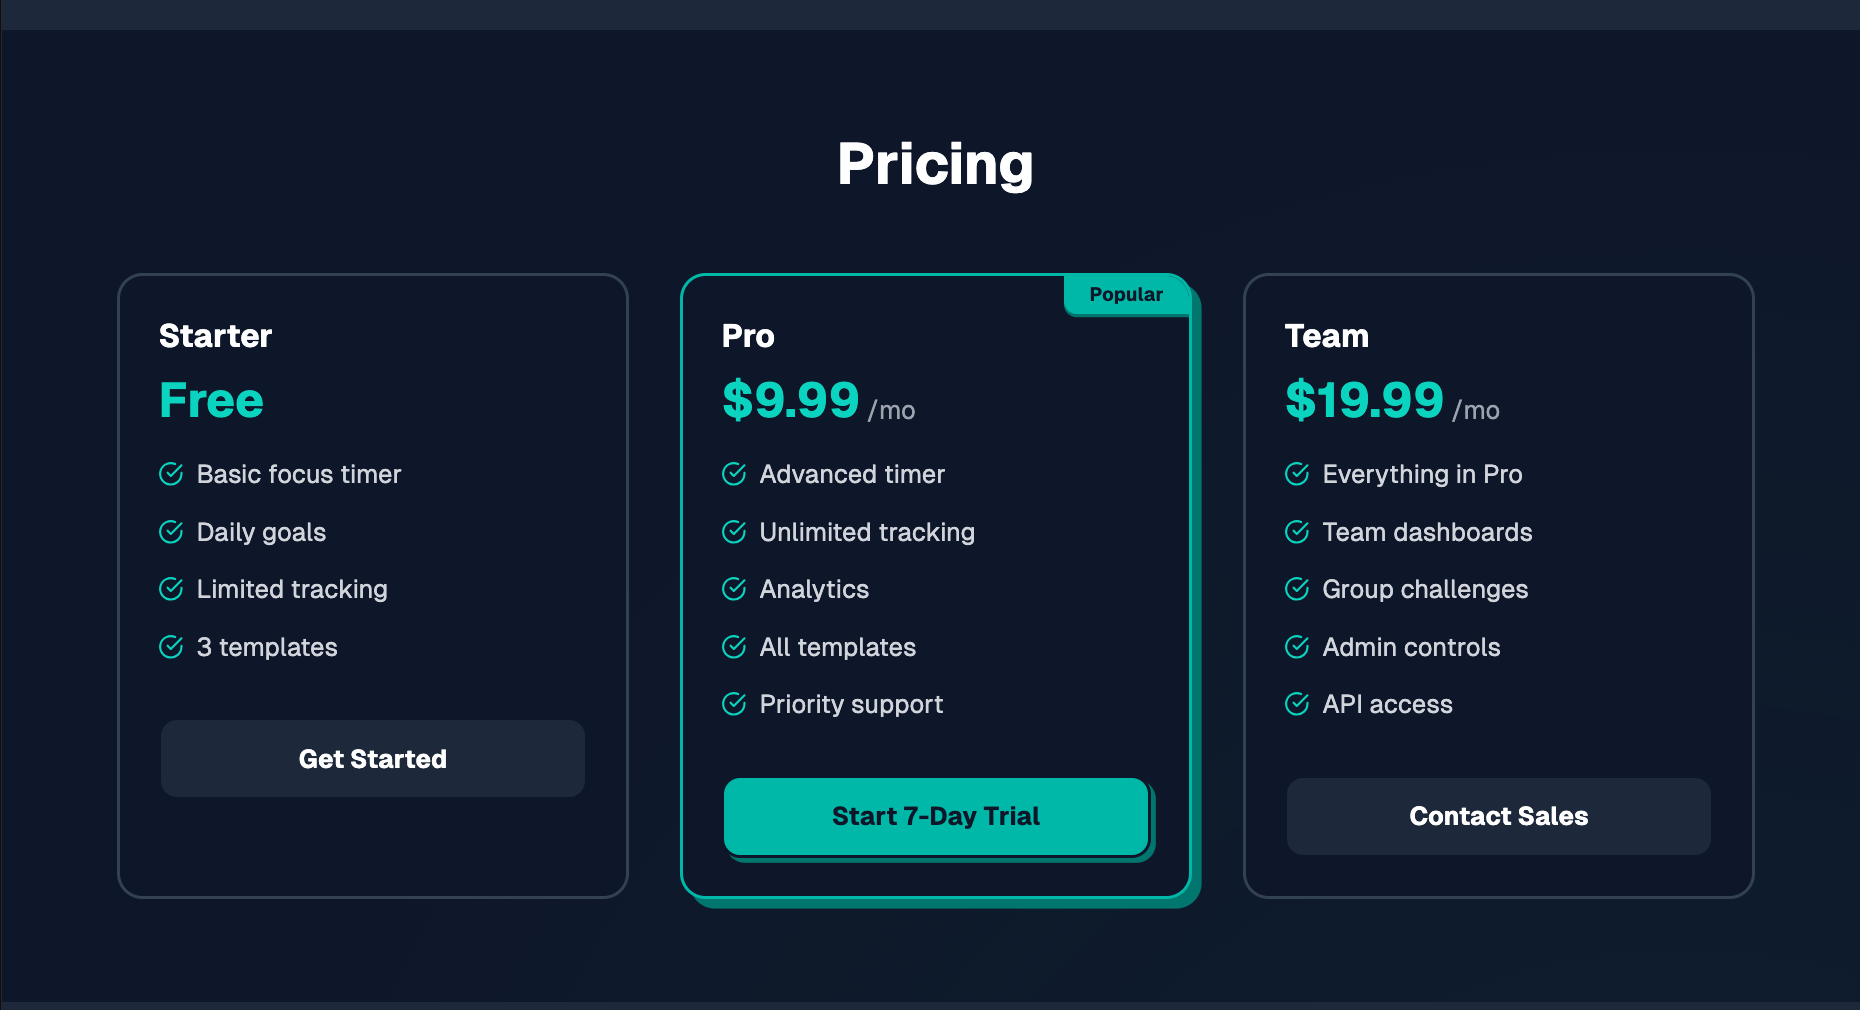 Pricing
Starter
Free
Basic focus timer
Daily goals
Limited tracking
3 templates
Get Started
Popular
Pro
$9.99 /mo
Advanced timer
Unlimited tracking
Analytics
All templates
Priority support
Start 7-Day Trial
Team
$19.99 /mo
Everything in Pro
Team dashboards
Group challenges
Admin controls
API access
Contact Sales